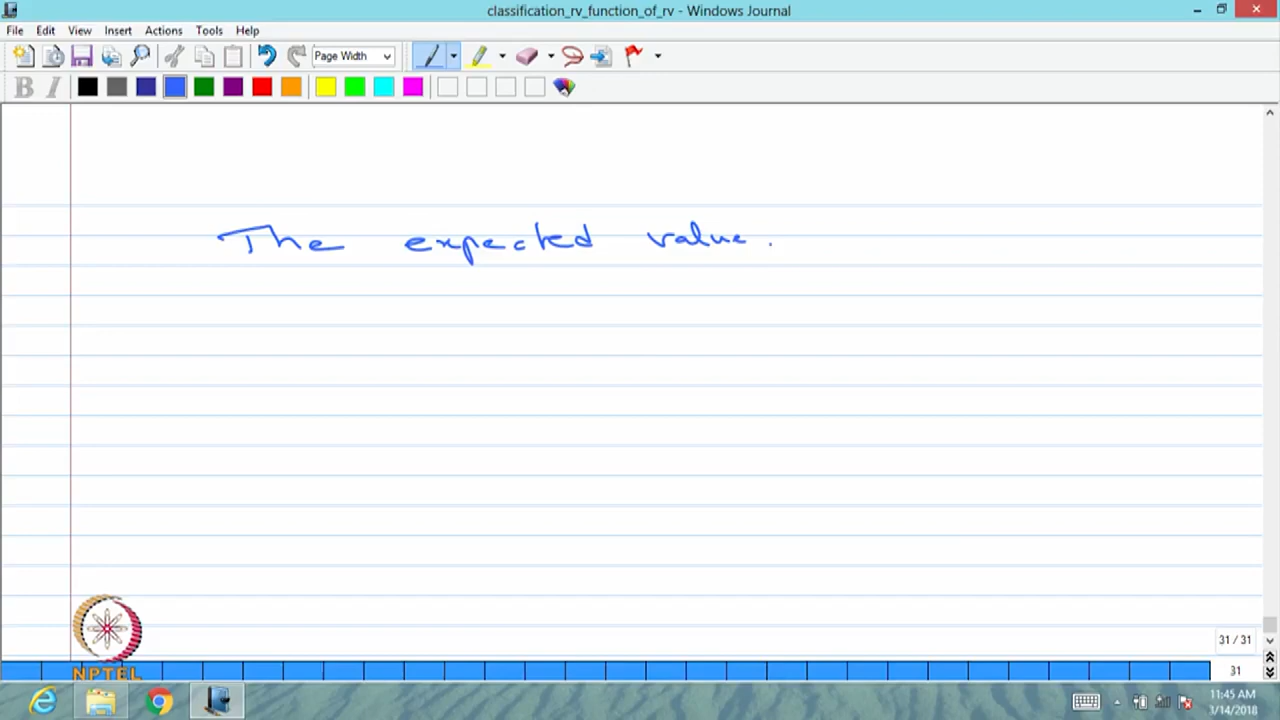 classification_rv_function_of_rv - Windows Journal
File Edit View Insert Actions Tools Help
Page Width
B I
The expected value.
31 / 31
NPTEL
31
11:45 AM
3/14/2018